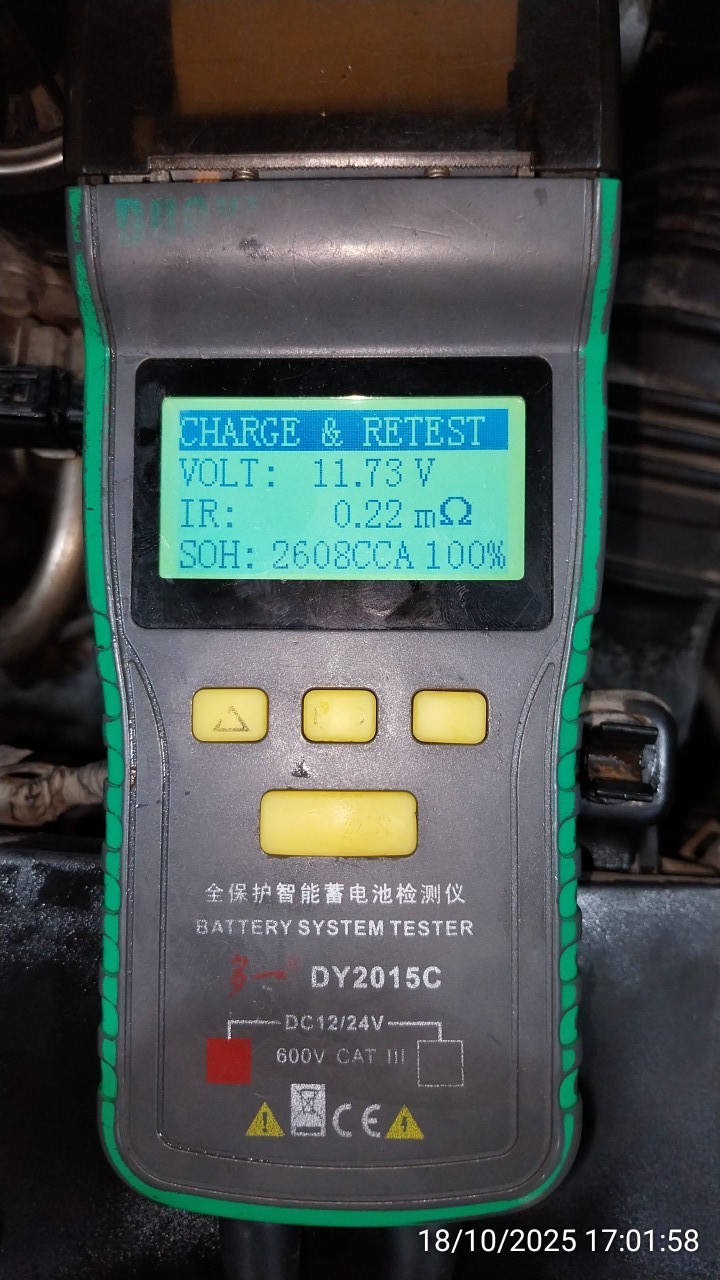 CHARGE & RETEST
VOLT: 11.73 V
IR: 0.22 mΩ
SOH: 2608CCA 100%
全保护智能蓄电池检测仪
BATTERY SYSTEM TESTER
多一® DY2015C
DC12/24V
600V CAT III
CE
18/10/2025 17:01:58